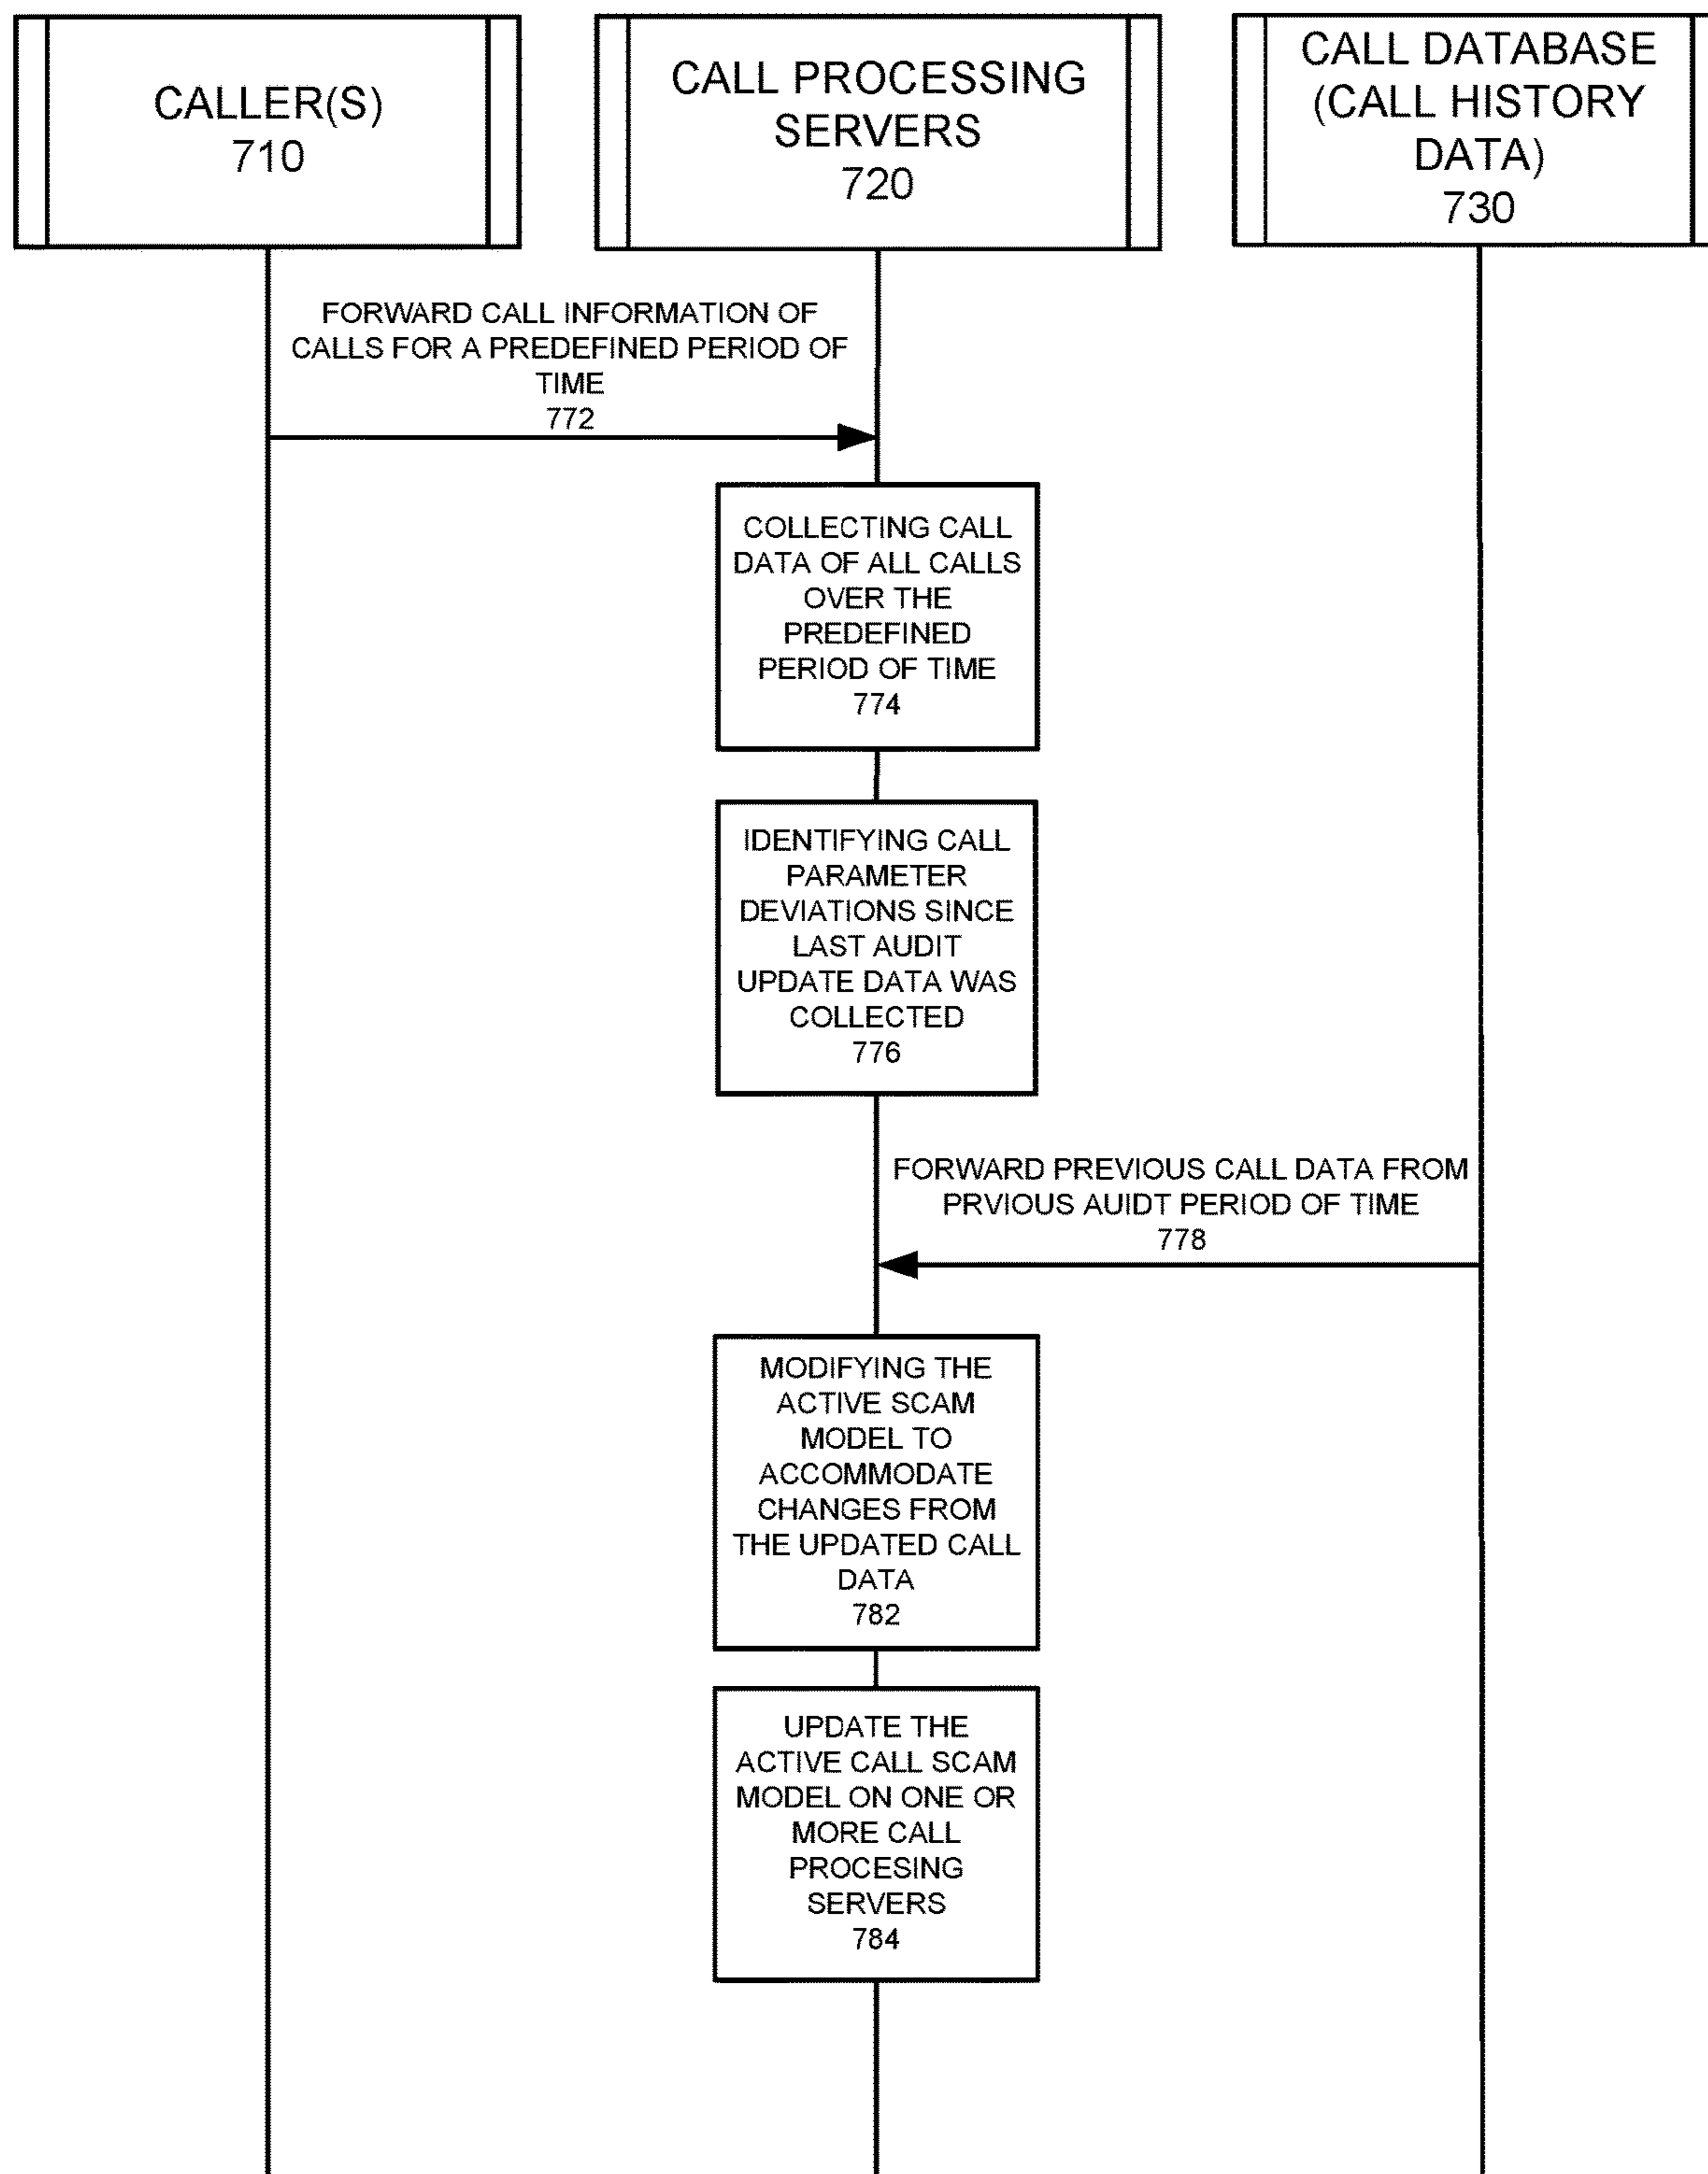 CALLER(S)
710
CALL PROCESSING
SERVERS
720
CALL DATABASE
(CALL HISTORY
DATA)
730
FORWARD CALL INFORMATION OF
CALLS FOR A PREDEFINED PERIOD OF
TIME
772
COLLECTING CALL
DATA OF ALL CALLS
OVER THE
PREDEFINED
PERIOD OF TIME
774
IDENTIFYING CALL
PARAMETER
DEVIATIONS SINCE
LAST AUDIT
UPDATE DATA WAS
COLLECTED
776
FORWARD PREVIOUS CALL DATA FROM
PRVIOUS AUIDT PERIOD OF TIME
778
MODIFYING THE
ACTIVE SCAM
MODEL TO
ACCOMMODATE
CHANGES FROM
THE UPDATED CALL
DATA
782
UPDATE THE
ACTIVE CALL SCAM
MODEL ON ONE OR
MORE CALL
PROCESING
SERVERS
784